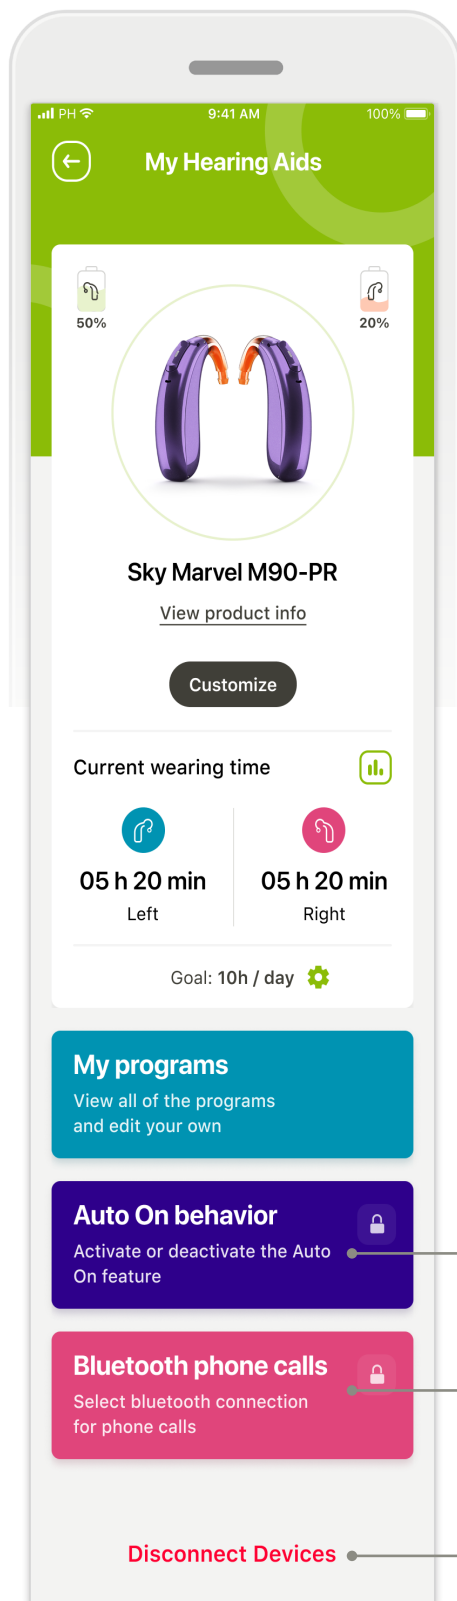 PH 9:41 AM 100%
My Hearing Aids
50% 20%
Sky Marvel M90-PR
View product info
Customize
Current wearing time
05 h 20 min 05 h 20 min
Left Right
Goal: 10h / day
My programs
View all of the programs
and edit your own
Auto On behavior
Activate or deactivate the Auto
On feature
Bluetooth phone calls
Select bluetooth connection
for phone calls
Disconnect Devices